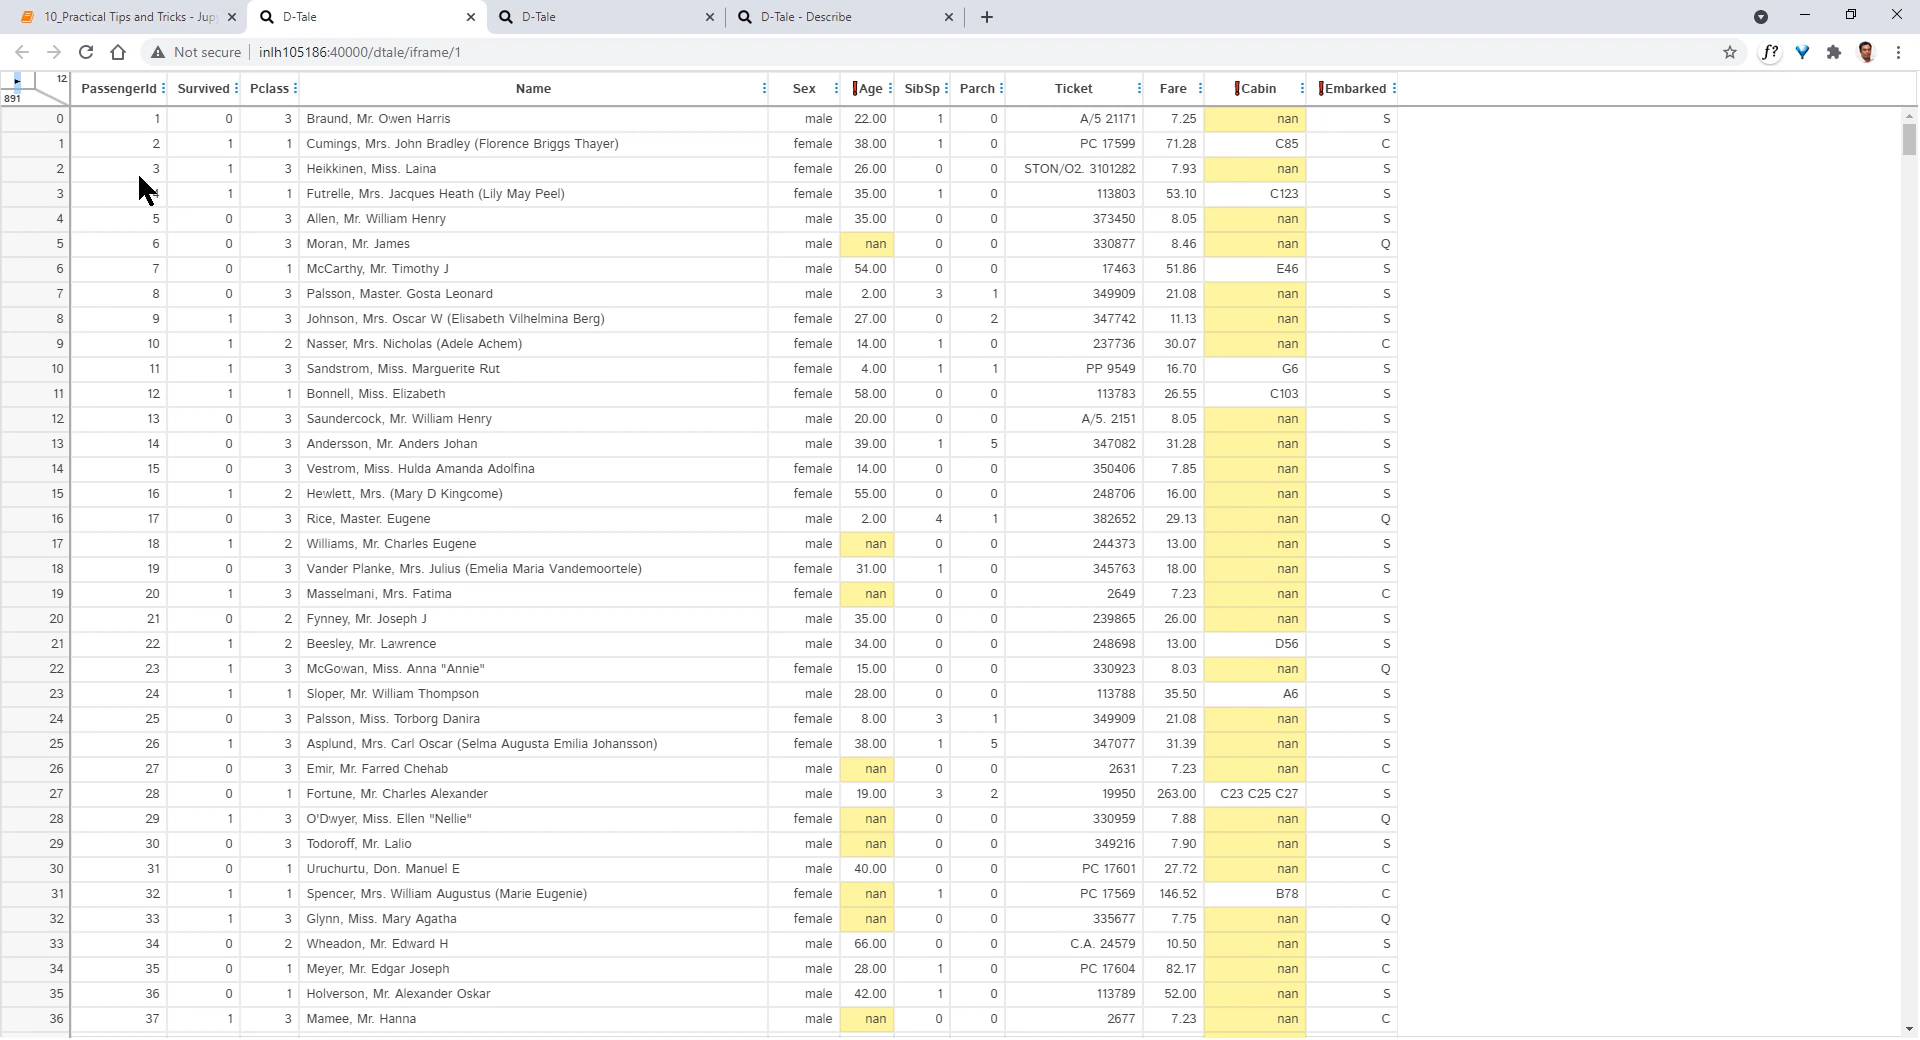 10_Practical Tips and Tricks - Jup
D-Tale
D-Tale
D-Tale - Describe
Not secure inlh105186:40000/dtale/iframe/1
f?
12
891
PassengerId Survived Pclass Name Sex Age SibSp Parch Ticket Fare Cabin Embarked
0 1 0 3 Braund, Mr. Owen Harris male 22.00 1 0 A/5 21171 7.25 nan S
1 2 1 1 Cumings, Mrs. John Bradley (Florence Briggs Thayer) female 38.00 1 0 PC 17599 71.28 C85 C
2 3 1 3 Heikkinen, Miss. Laina female 26.00 0 0 STON/O2. 3101282 7.93 nan S
3 1 1 Futrelle, Mrs. Jacques Heath (Lily May Peel) female 35.00 1 0 113803 53.10 C123 S
4 5 0 3 Allen, Mr. William Henry male 35.00 0 0 373450 8.05 nan S
5 6 0 3 Moran, Mr. James male nan 0 0 330877 8.46 nan Q
6 7 0 1 McCarthy, Mr. Timothy J male 54.00 0 0 17463 51.86 E46 S
7 8 0 3 Palsson, Master. Gosta Leonard male 2.00 3 1 349909 21.08 nan S
8 9 1 3 Johnson, Mrs. Oscar W (Elisabeth Vilhelmina Berg) female 27.00 0 2 347742 11.13 nan S
9 10 1 2 Nasser, Mrs. Nicholas (Adele Achem) female 14.00 1 0 237736 30.07 nan C
10 11 1 3 Sandstrom, Miss. Marguerite Rut female 4.00 1 1 PP 9549 16.70 G6 S
11 12 1 1 Bonnell, Miss. Elizabeth female 58.00 0 0 113783 26.55 C103 S
12 13 0 3 Saundercock, Mr. William Henry male 20.00 0 0 A/5. 2151 8.05 nan S
13 14 0 3 Andersson, Mr. Anders Johan male 39.00 1 5 347082 31.28 nan S
14 15 0 3 Vestrom, Miss. Hulda Amanda Adolfina female 14.00 0 0 350406 7.85 nan S
15 16 1 2 Hewlett, Mrs. (Mary D Kingcome) female 55.00 0 0 248706 16.00 nan S
16 17 0 3 Rice, Master. Eugene male 2.00 4 1 382652 29.13 nan Q
17 18 1 2 Williams, Mr. Charles Eugene male nan 0 0 244373 13.00 nan S
18 19 0 3 Vander Planke, Mrs. Julius (Emelia Maria Vandemoortele) female 31.00 1 0 345763 18.00 nan S
19 20 1 3 Masselmani, Mrs. Fatima female nan 0 0 2649 7.23 nan C
20 21 0 2 Fynney, Mr. Joseph J male 35.00 0 0 239865 26.00 nan S
21 22 1 2 Beesley, Mr. Lawrence male 34.00 0 0 248698 13.00 D56 S
22 23 1 3 McGowan, Miss. Anna "Annie" female 15.00 0 0 330923 8.03 nan Q
23 24 1 1 Sloper, Mr. William Thompson male 28.00 0 0 113788 35.50 A6 S
24 25 0 3 Palsson, Miss. Torborg Danira female 8.00 3 1 349909 21.08 nan S
25 26 1 3 Asplund, Mrs. Carl Oscar (Selma Augusta Emilia Johansson) female 38.00 1 5 347077 31.39 nan S
26 27 0 3 Emir, Mr. Farred Chehab male nan 0 0 2631 7.23 nan C
27 28 0 1 Fortune, Mr. Charles Alexander male 19.00 3 2 19950 263.00 C23 C25 C27 S
28 29 1 3 O'Dwyer, Miss. Ellen "Nellie" female nan 0 0 330959 7.88 nan Q
29 30 0 3 Todoroff, Mr. Lalio male nan 0 0 349216 7.90 nan S
30 31 0 1 Uruchurtu, Don. Manuel E male 40.00 0 0 PC 17601 27.72 nan C
31 32 1 1 Spencer, Mrs. William Augustus (Marie Eugenie) female nan 1 0 PC 17569 146.52 B78 C
32 33 1 3 Glynn, Miss. Mary Agatha female nan 0 0 335677 7.75 nan Q
33 34 0 2 Wheadon, Mr. Edward H male 66.00 0 0 C.A. 24579 10.50 nan S
34 35 0 1 Meyer, Mr. Edgar Joseph male 28.00 1 0 PC 17604 82.17 nan C
35 36 0 1 Holverson, Mr. Alexander Oskar male 42.00 1 0 113789 52.00 nan S
36 37 1 3 Mamee, Mr. Hanna male nan 0 0 2677 7.23 nan C